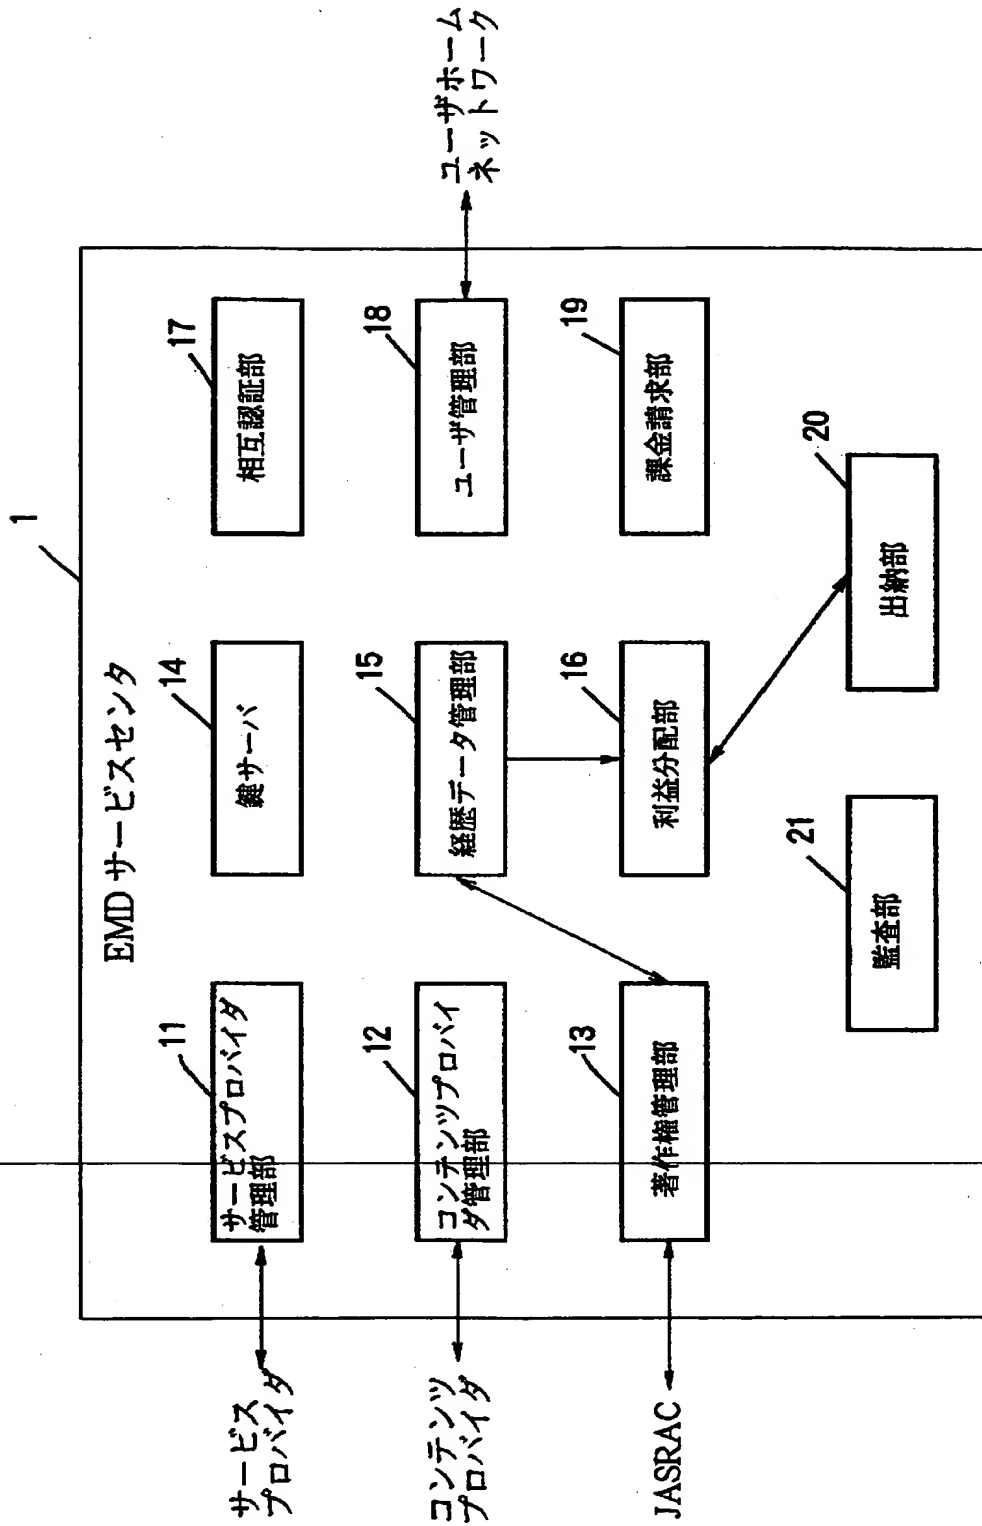 1
EMD サービスセンタ
サービス
プロバイダ
11
サービスプロバイダ
管理部
14
鍵サーバ
17
相互認証部
コンテンツ
プロバイダ
12
コンテンツプロバイ
ダ管理部
15
経歴データ管理部
18
ユーザ管理部
ユーザホーム
ネットワーク
JASRAC
13
著作権管理部
16
利益分配部
19
課金請求部
21
監査部
20
出納部